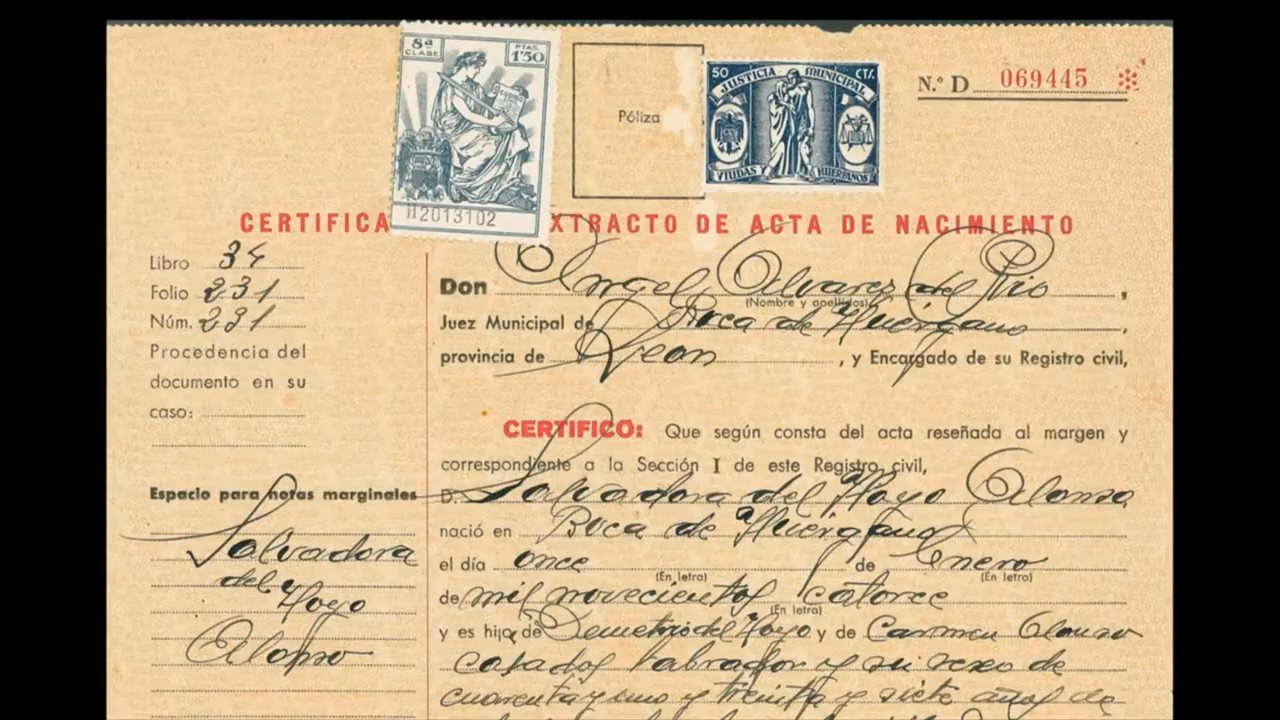 8ª CLASE
PTAS. 1'50
H2013102
Póliza
50 CTS.
JUSTICIA MUNICIPAL
VIUDAS Y HUERFANOS
N.º D 069445
CERTIFICA XTRACTO DE ACTA DE NACIMIENTO
Libro 34
Folio 231
Núm. 231
Procedencia del
documento en su
caso:
Espacio para notas marginales
Salvadora
del Hoyo
Alonso
Don Angel Alvarez del Rio,
(Nombre y apellidos)
Juez Municipal de Boca de Huérgano,
provincia de Leon, y Encargado de su Registro civil,
CERTIFICO: Que según consta del acta reseñada al margen y
correspondiente a la Sección I de este Registro civil,
D. Salvadora del Hoyo Alonso
nació en Boca de Huérgano
el día once de Enero
(En letra) (En letra)
de mil novecientos catorce
(En letra)
y es hija de Demetrio del Hoyo y de Carmen Alonso
casados labrador y su sexo de
cuarenta y uno y treinta y siete años de